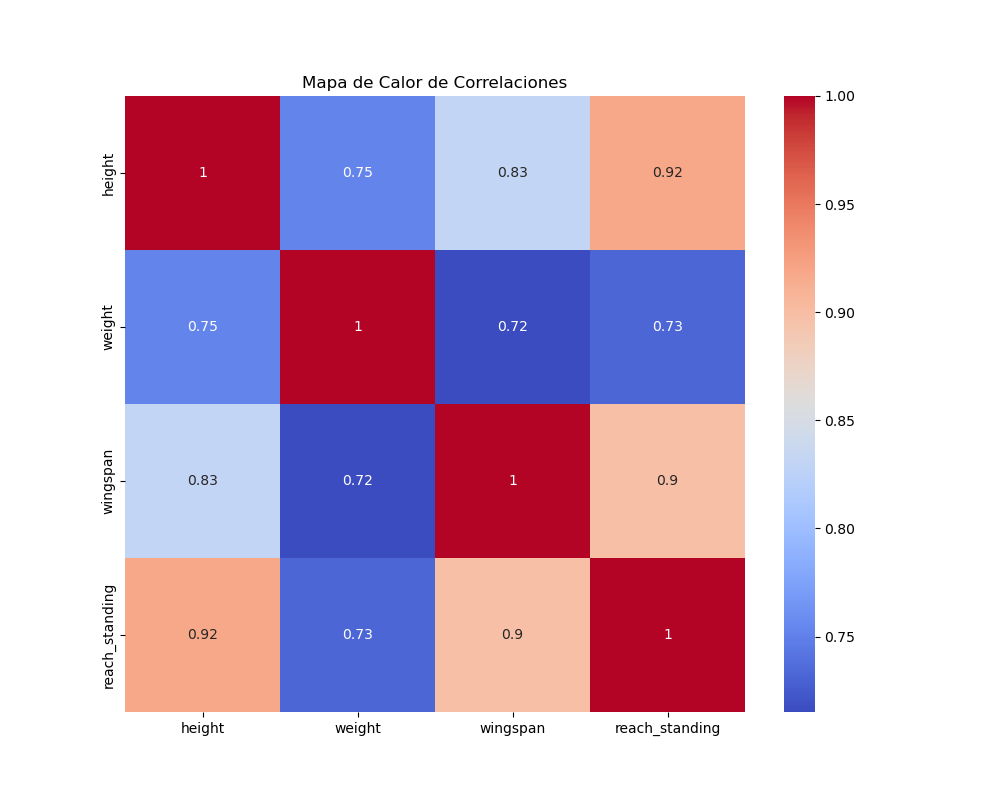 Mapa de Calor de Correlaciones
height
1
0.75
0.83
0.92
weight
0.75
1
0.72
0.73
wingspan
0.83
0.72
1
0.9
reach_standing
0.92
0.73
0.9
1
height
weight
wingspan
reach_standing
1.00
0.95
0.90
0.85
0.80
0.75